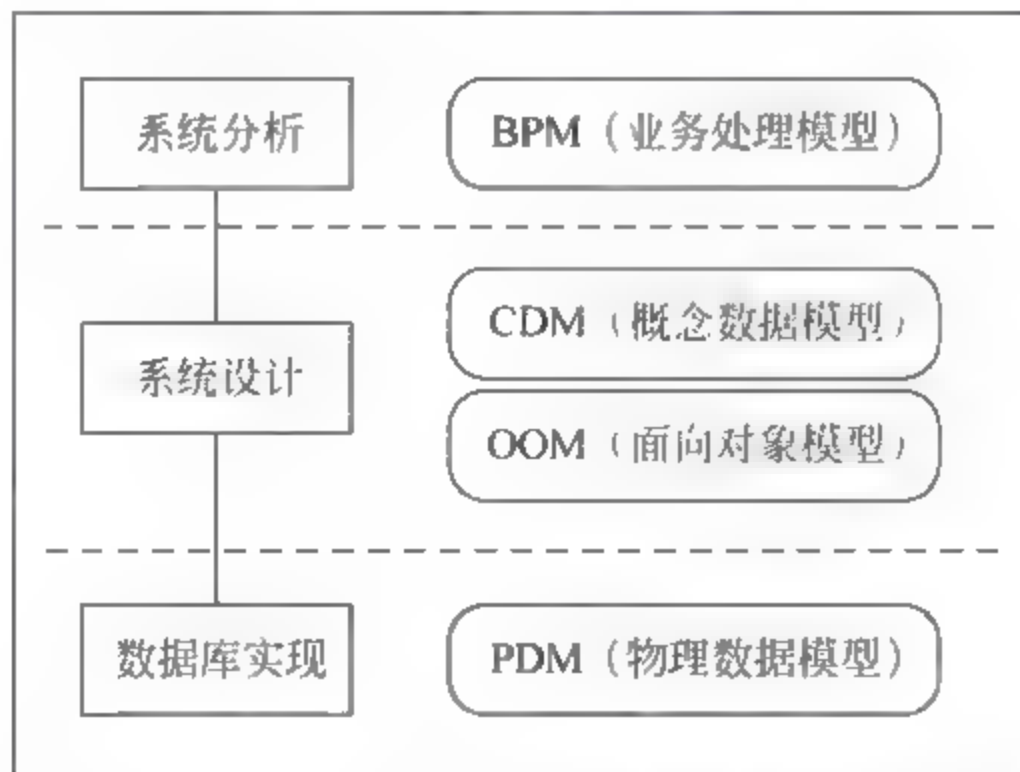 系统分析
BPM（业务处理模型）
CDM（概念数据模型）
系统设计
OOM（面向对象模型）
数据库实现
PDM（物理数据模型）